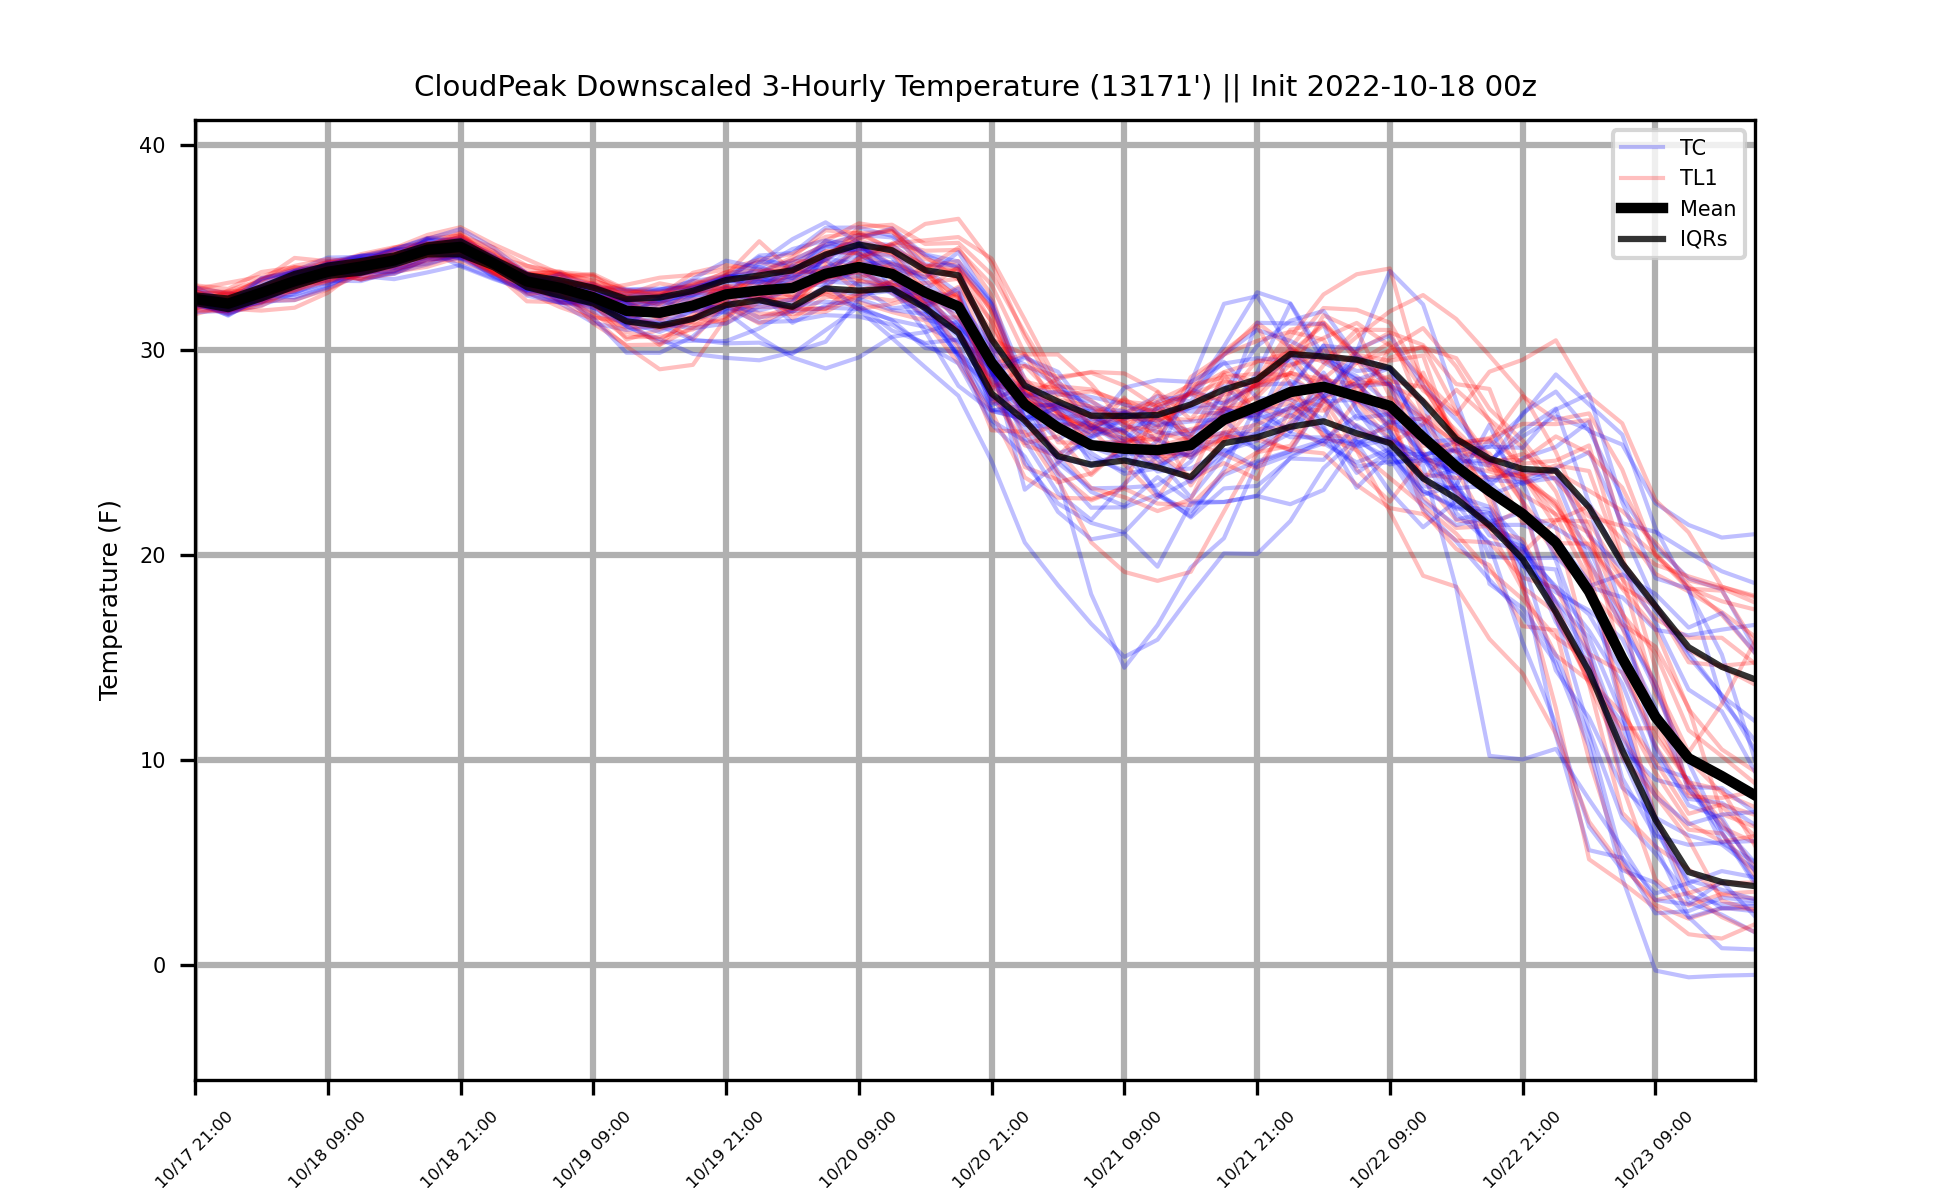 CloudPeak Downscaled 3-Hourly Temperature (13171') || Init 2022-10-18 00z
TC
TL1
Mean
IQRs
Temperature (F)
40
30
20
10
0
10/17 21:00
10/18 09:00
10/18 21:00
10/19 09:00
10/19 21:00
10/20 09:00
10/20 21:00
10/21 09:00
10/21 21:00
10/22 09:00
10/22 21:00
10/23 09:00